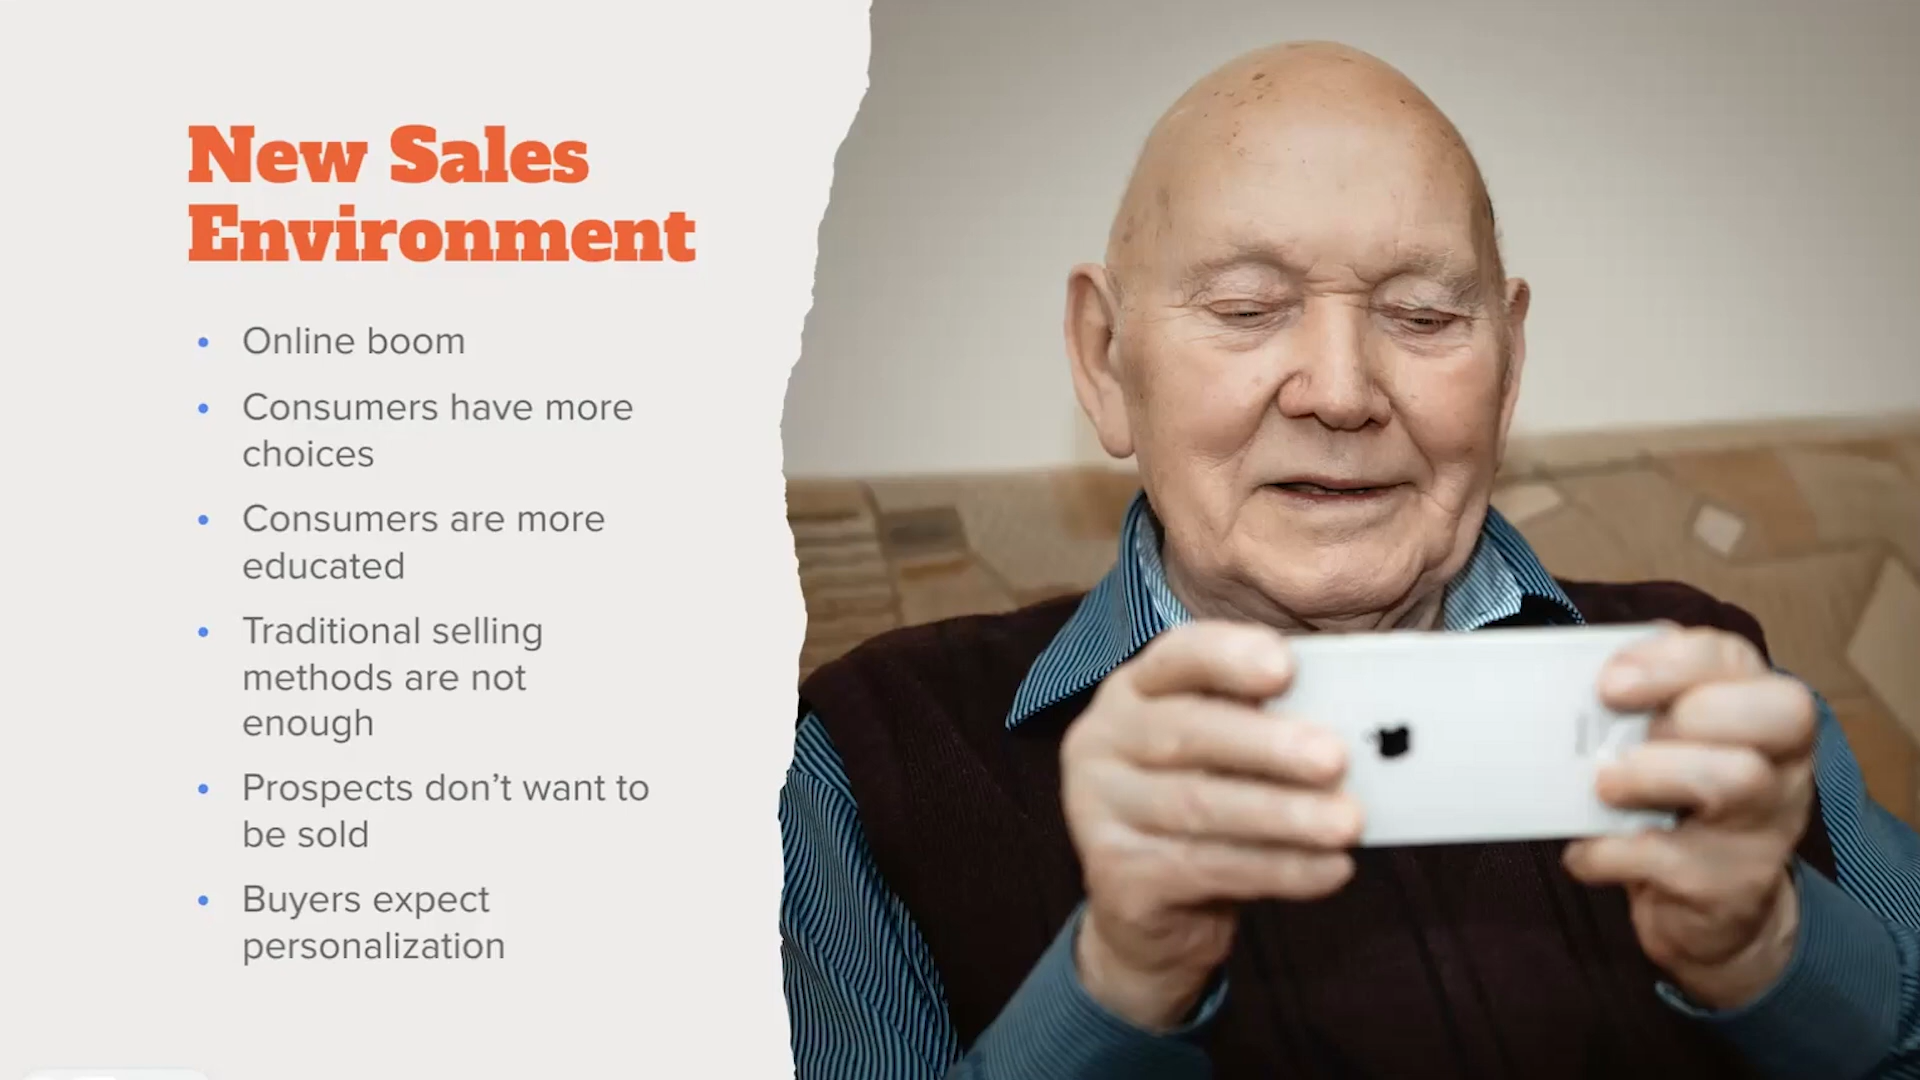 New Sales
Environment
• Online boom
• Consumers have more
choices
• Consumers are more
educated
• Traditional selling
methods are not
enough
• Prospects don’t want to
be sold
• Buyers expect
personalization